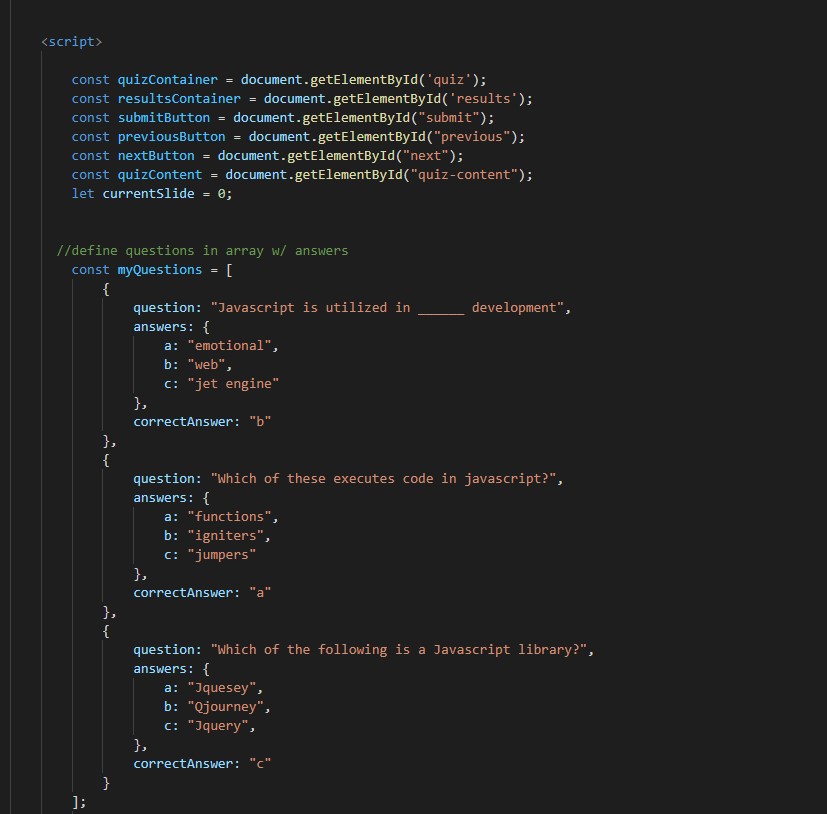 <script>
const quizContainer = document.getElementById('quiz');
const resultsContainer = document.getElementById('results');
const submitButton = document.getElementById("submit");
const previousButton = document.getElementById("previous");
const nextButton = document.getElementById("next");
const quizContent = document.getElementById("quiz-content");
let currentSlide = 0;
//define questions in array w/ answers
const myQuestions = [
{
question: "Javascript is utilized in ______ development",
answers: {
a: "emotional",
b: "web",
c: "jet engine"
},
correctAnswer: "b"
},
{
question: "Which of these executes code in javascript?",
answers: {
a: "functions",
b: "igniters",
c: "jumpers"
},
correctAnswer: "a"
},
{
question: "Which of the following is a Javascript library?",
answers: {
a: "Jquesey",
b: "Qjourney",
c: "Jquery",
},
correctAnswer: "c"
}
];